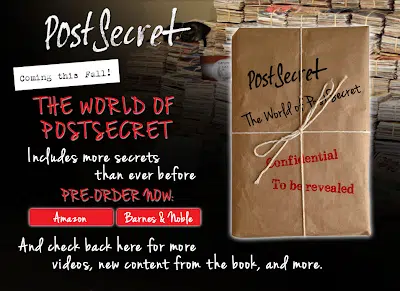 PostSecret
Coming this Fall!
THE WORLD OF
POSTSECRET
Includes more secrets
than ever before
PRE-ORDER NOW:
Amazon
Barnes & Noble
And check back here for more
videos, new content from the book, and more.
PostSecret
The World of PostSecret
Confidential
To be revealed